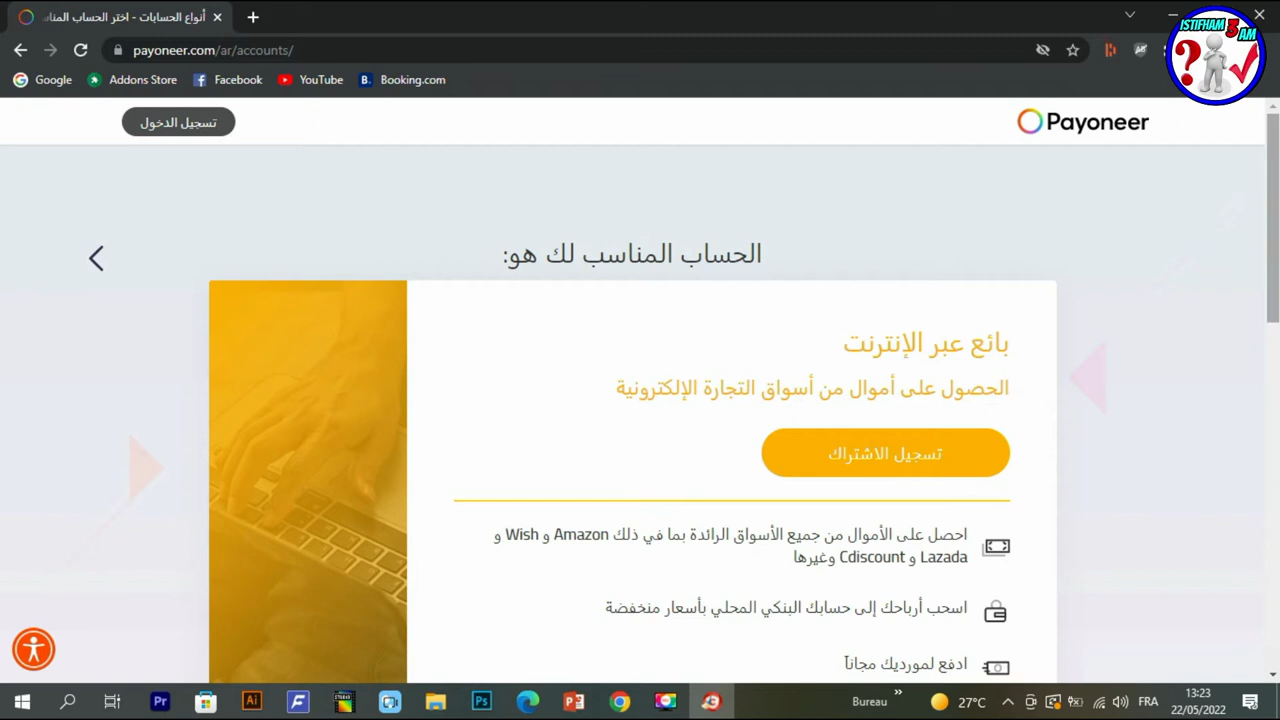 أنواع الحسابات - اختر الحساب
ISTIFHAM 3 AM
payoneer.com/ar/accounts/
Google
Addons Store
Facebook
YouTube
Booking.com
Payoneer
تسجيل الدخول
الحساب المناسب لك هو:
بائع عبر الإنترنت
الحصول على أموال من أسواق التجارة الإلكترونية
تسجيل الاشتراك
احصل على الأموال من جميع الأسواق الرائدة بما في ذلك Amazon و Wish و
Lazada و Cdiscount وغيرها
اسحب أرباحك إلى حسابك البنكي المحلي بأسعار منخفضة
ادفع لمورديك مجاناً
Bureau
27°C
FRA
13:23
22/05/2022